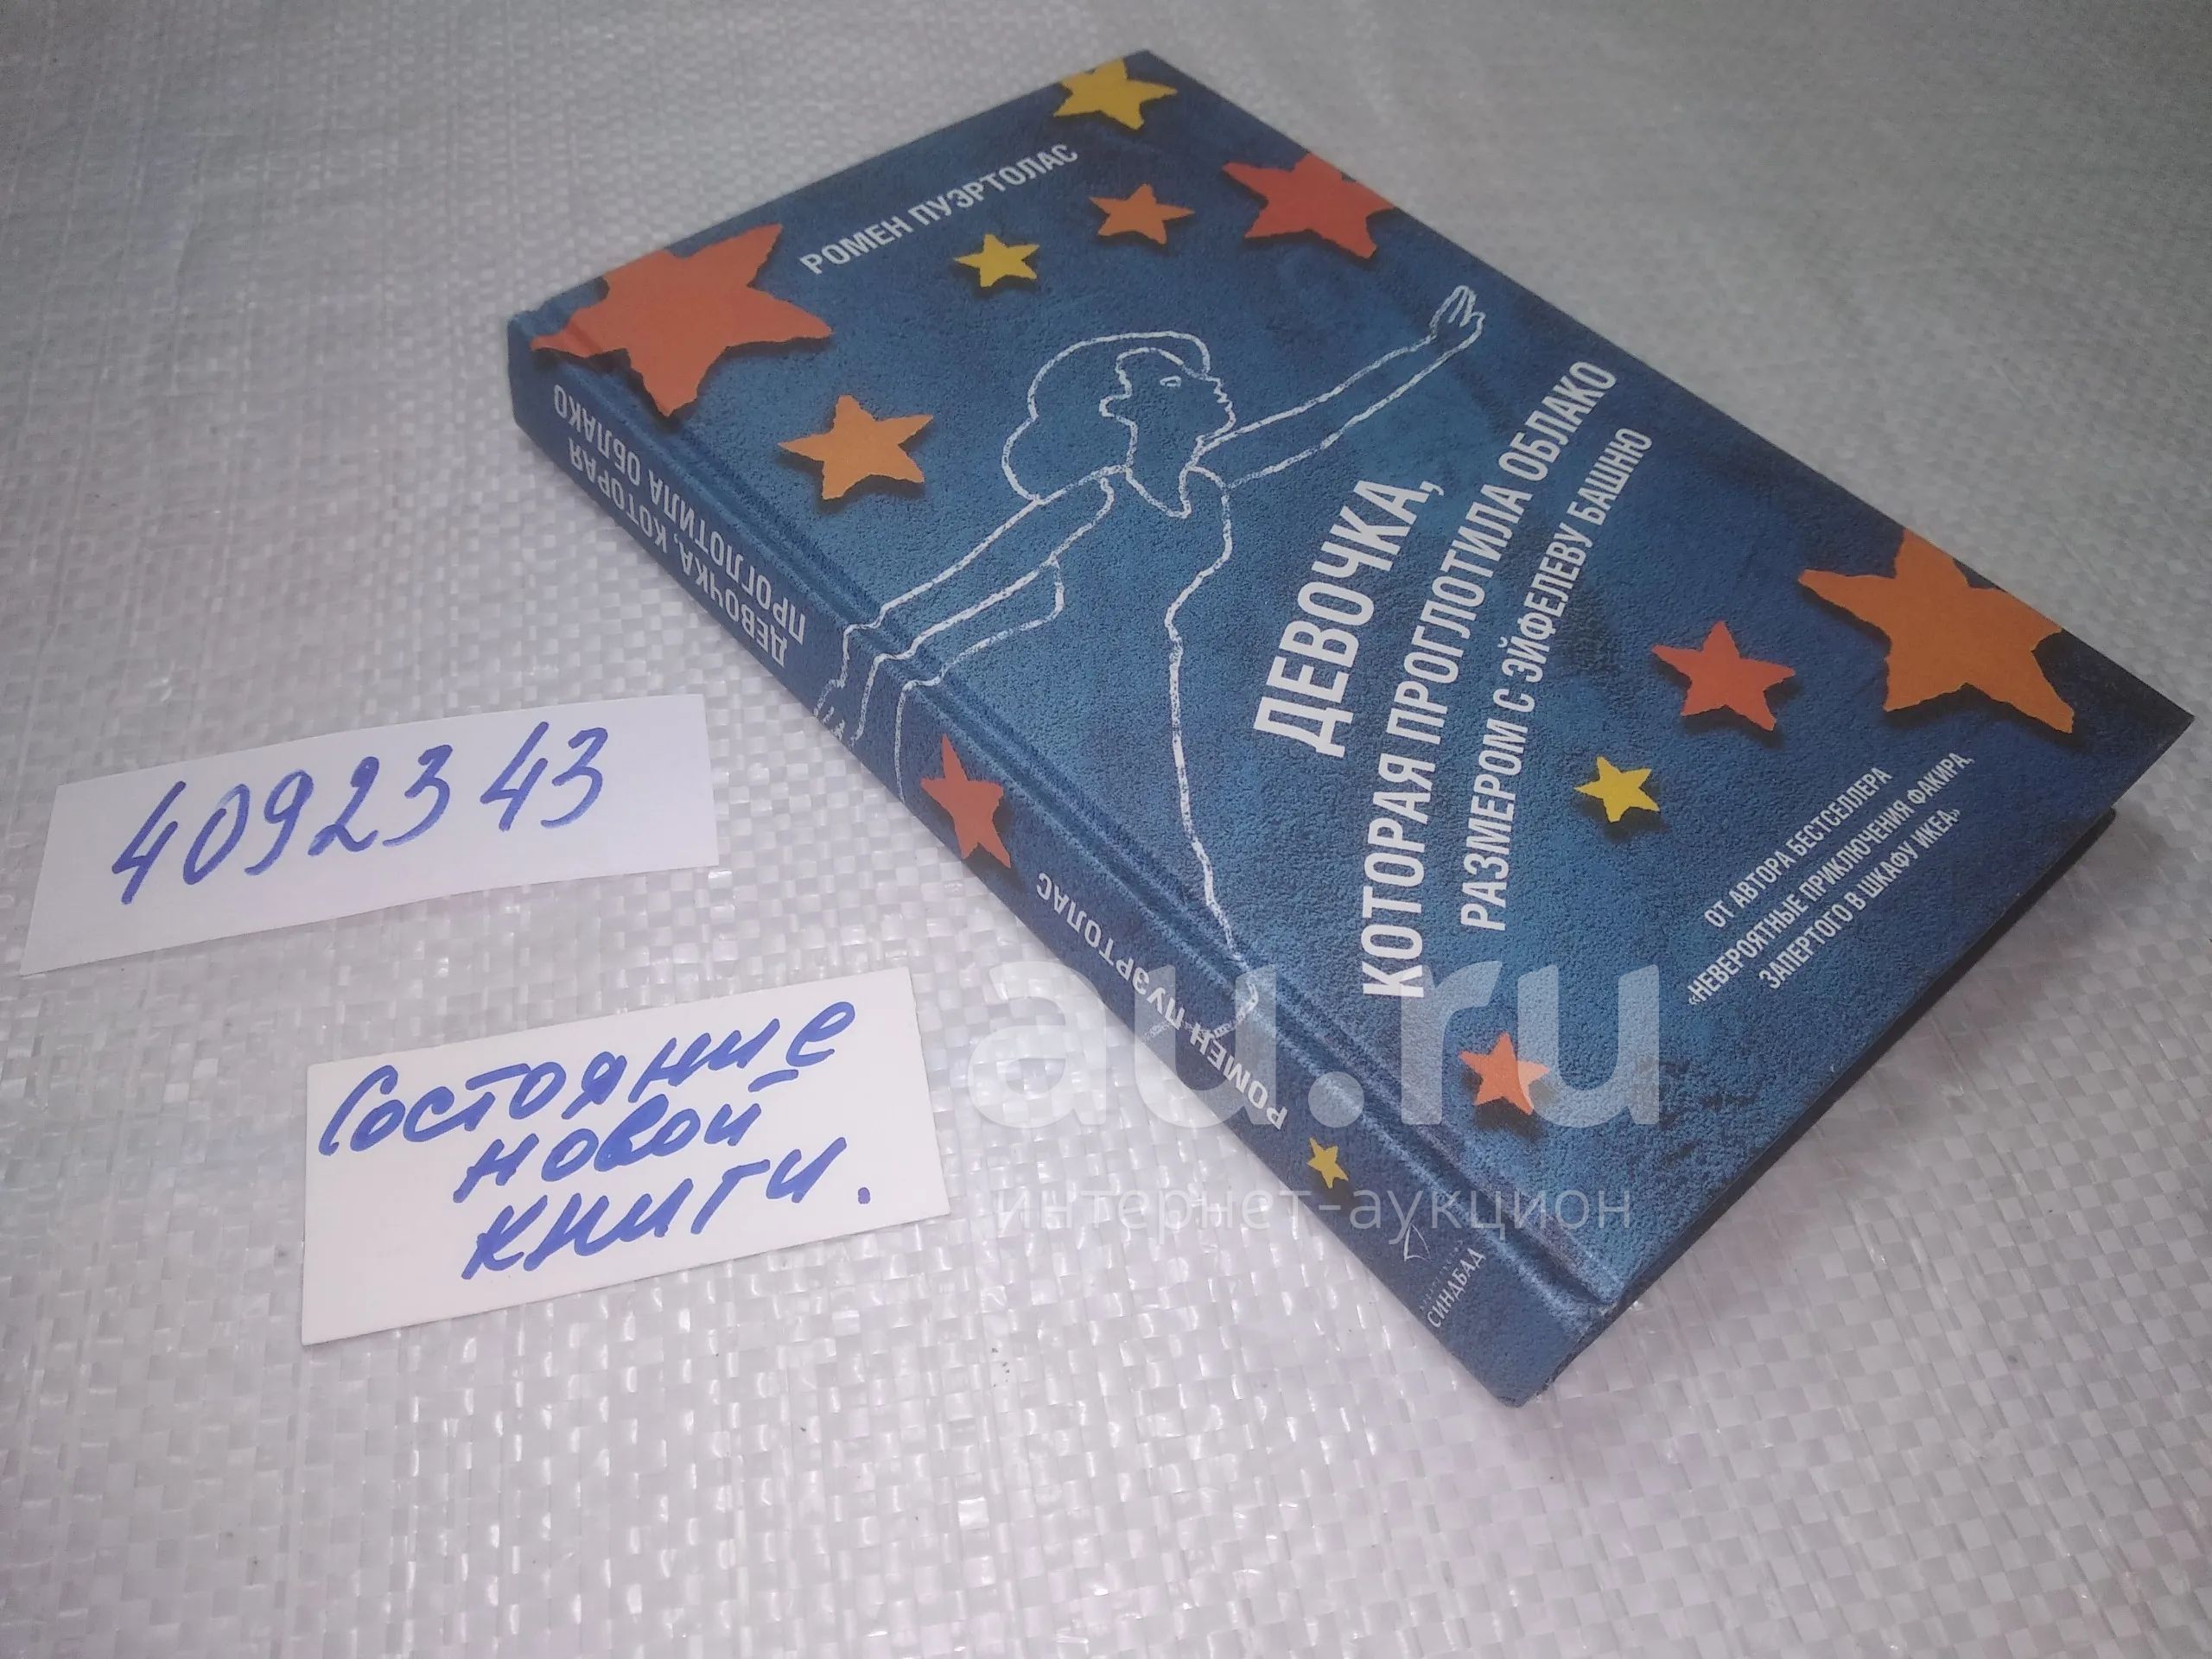 РОМЕН ПУЭРТОЛАС
ДЕВОЧКА,
КОТОРАЯ ПРОГЛОТИЛА ОБЛАКО
РАЗМЕРОМ С ЭЙФЕЛЕВУ БАШНЮ
ОТ АВТОРА БЕСТСЕЛЛЕРА
«НЕВЕРОЯТНЫЕ ПРИКЛЮЧЕНИЯ ФАКИРА,
ЗАПЕРТОГО В ШКАФУ ИКЕА»
ДЕВОЧКА, КОТОРАЯ
ПРОГЛОТИЛА ОБЛАКО
РОМЕН ПУЭРТОЛАС
СИНДБАД
4092343
Состояние
новой
книги.
au.ru
интернет-аукцион